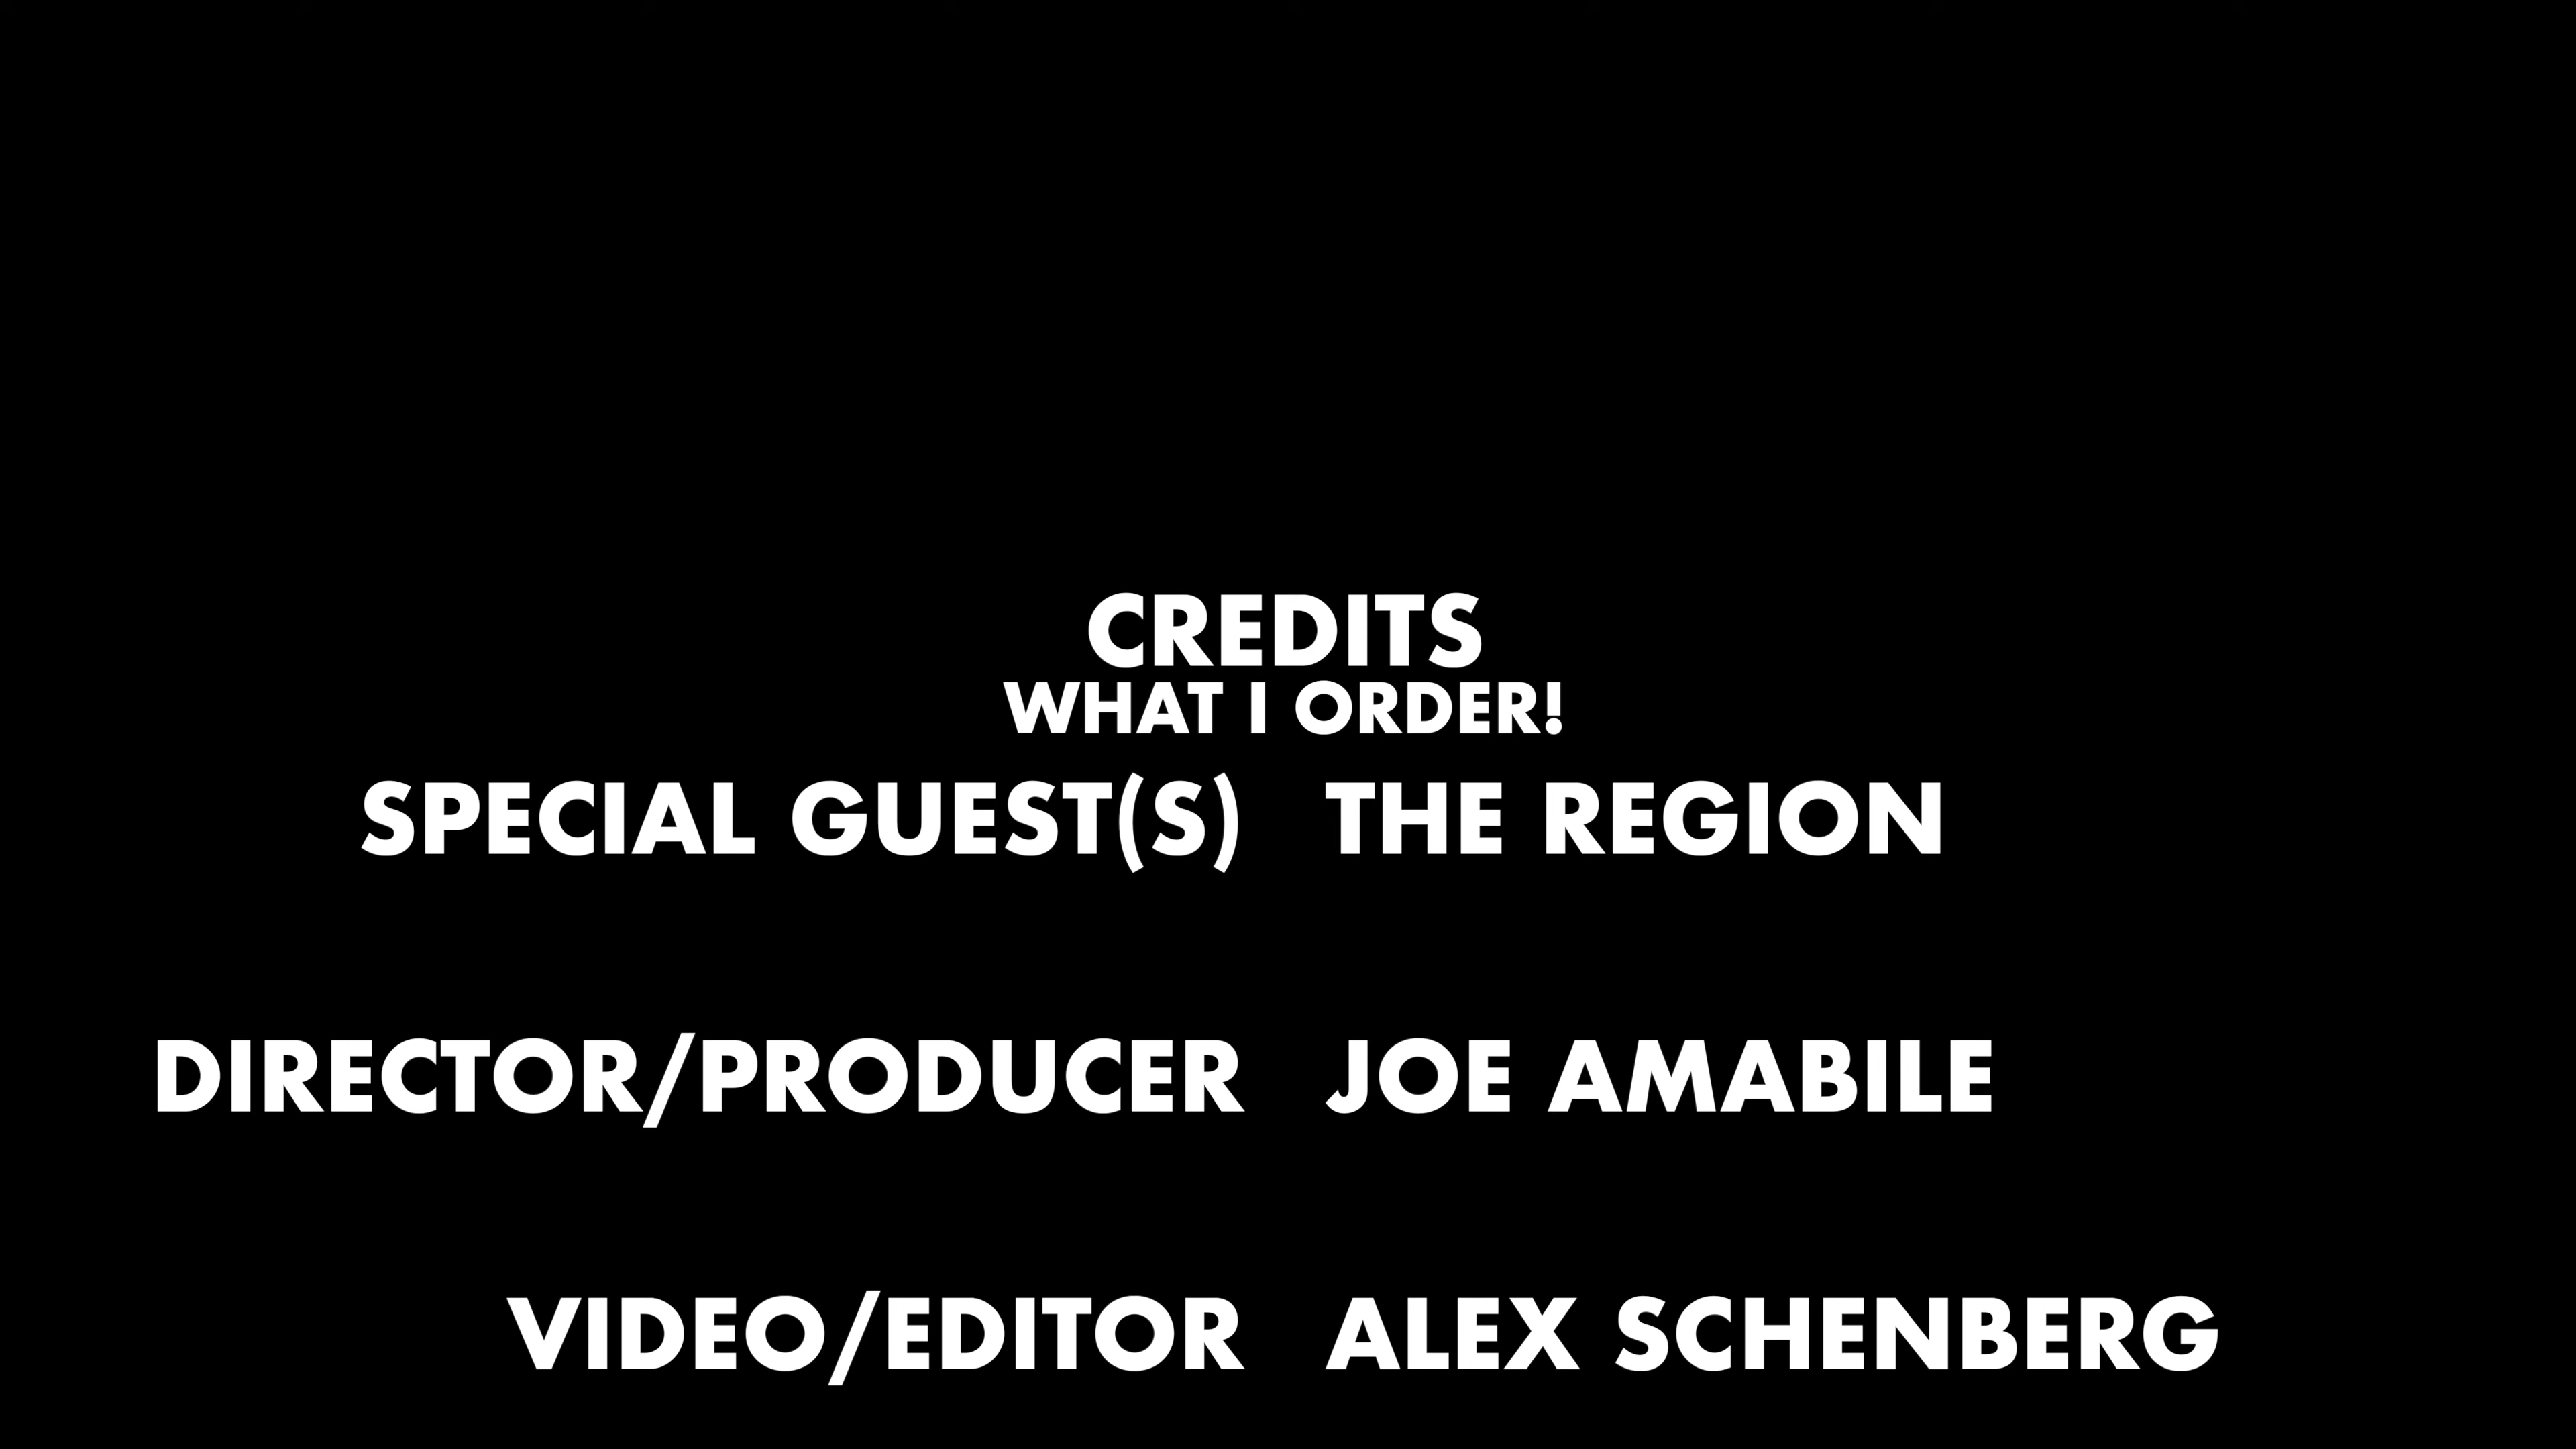 CREDITS
WHAT I ORDER!
SPECIAL GUEST(S) THE REGION
DIRECTOR/PRODUCER JOE AMABILE
VIDEO/EDITOR ALEX SCHENBERG